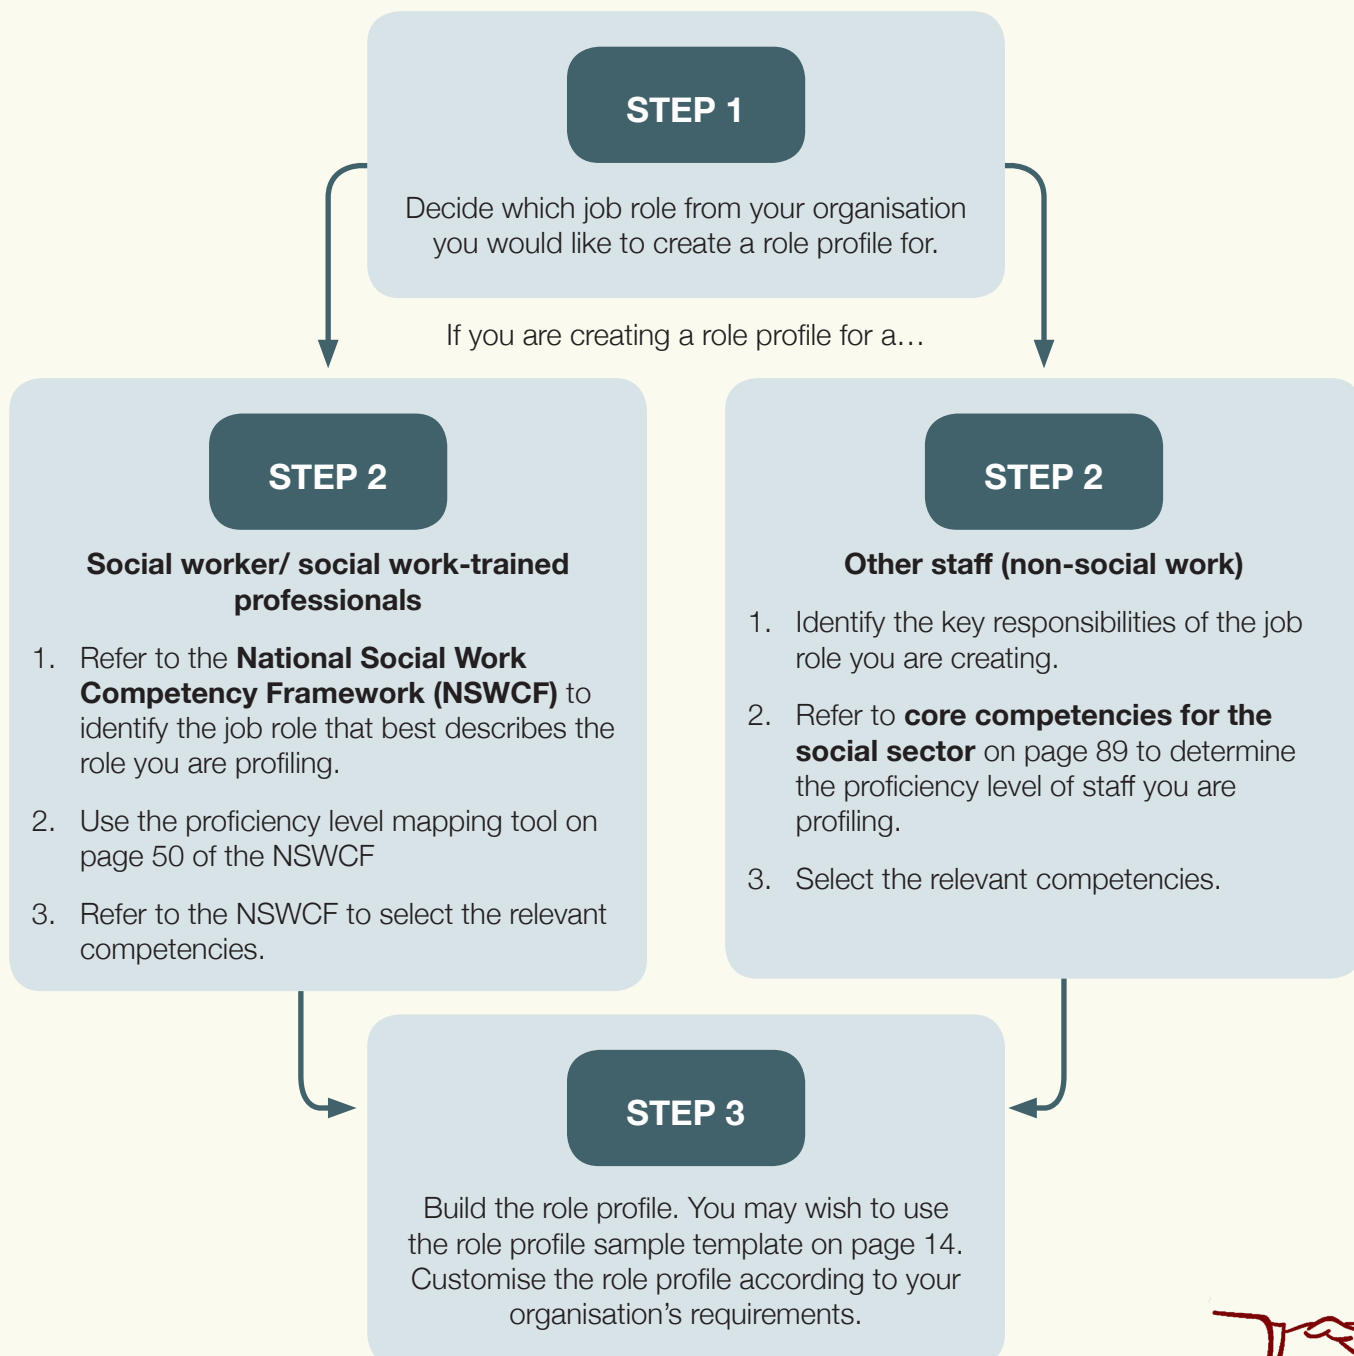 STEP 1
Decide which job role from your organisation
you would like to create a role profile for.
If you are creating a role profile for a…
STEP 2
Social worker/ social work-trained
professionals
1. Refer to the National Social Work
Competency Framework (NSWCF) to
identify the job role that best describes the
role you are profiling.
2. Use the proficiency level mapping tool on
page 50 of the NSWCF
3. Refer to the NSWCF to select the relevant
competencies.
STEP 2
Other staff (non-social work)
1. Identify the key responsibilities of the job
role you are creating.
2. Refer to core competencies for the
social sector on page 89 to determine
the proficiency level of staff you are
profiling.
3. Select the relevant competencies.
STEP 3
Build the role profile. You may wish to use
the role profile sample template on page 14.
Customise the role profile according to your
organisation’s requirements.